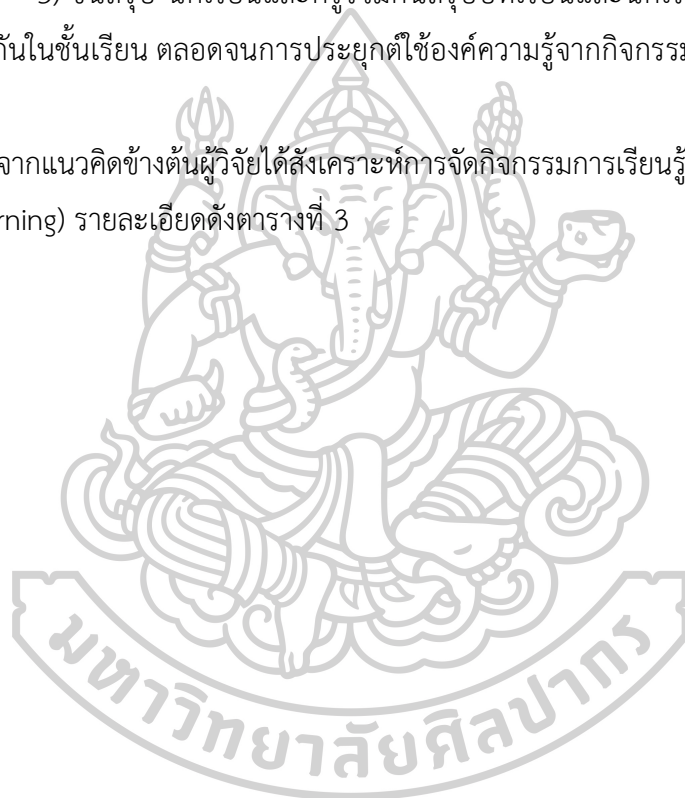 กันในชั้นเรียน ตลอดจนการประยุกต์ใช้องค์ความรู้จากกิจกรรม
จากแนวคิดข้างต้นผู้วิจัยได้สังเคราะห์การจัดกิจกรรมการเรียนรู้
rning) รายละเอียดดังตารางที่ 3
มหาวิทยาลัยศิลปากร